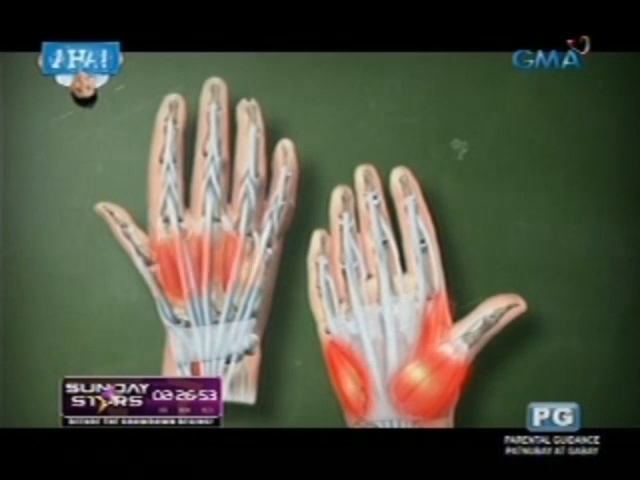 AHA!
GMA
SUNDAY
STARS
02:26:53
PG
PARENTAL GUIDANCE
PATNUBAY AT GABAY